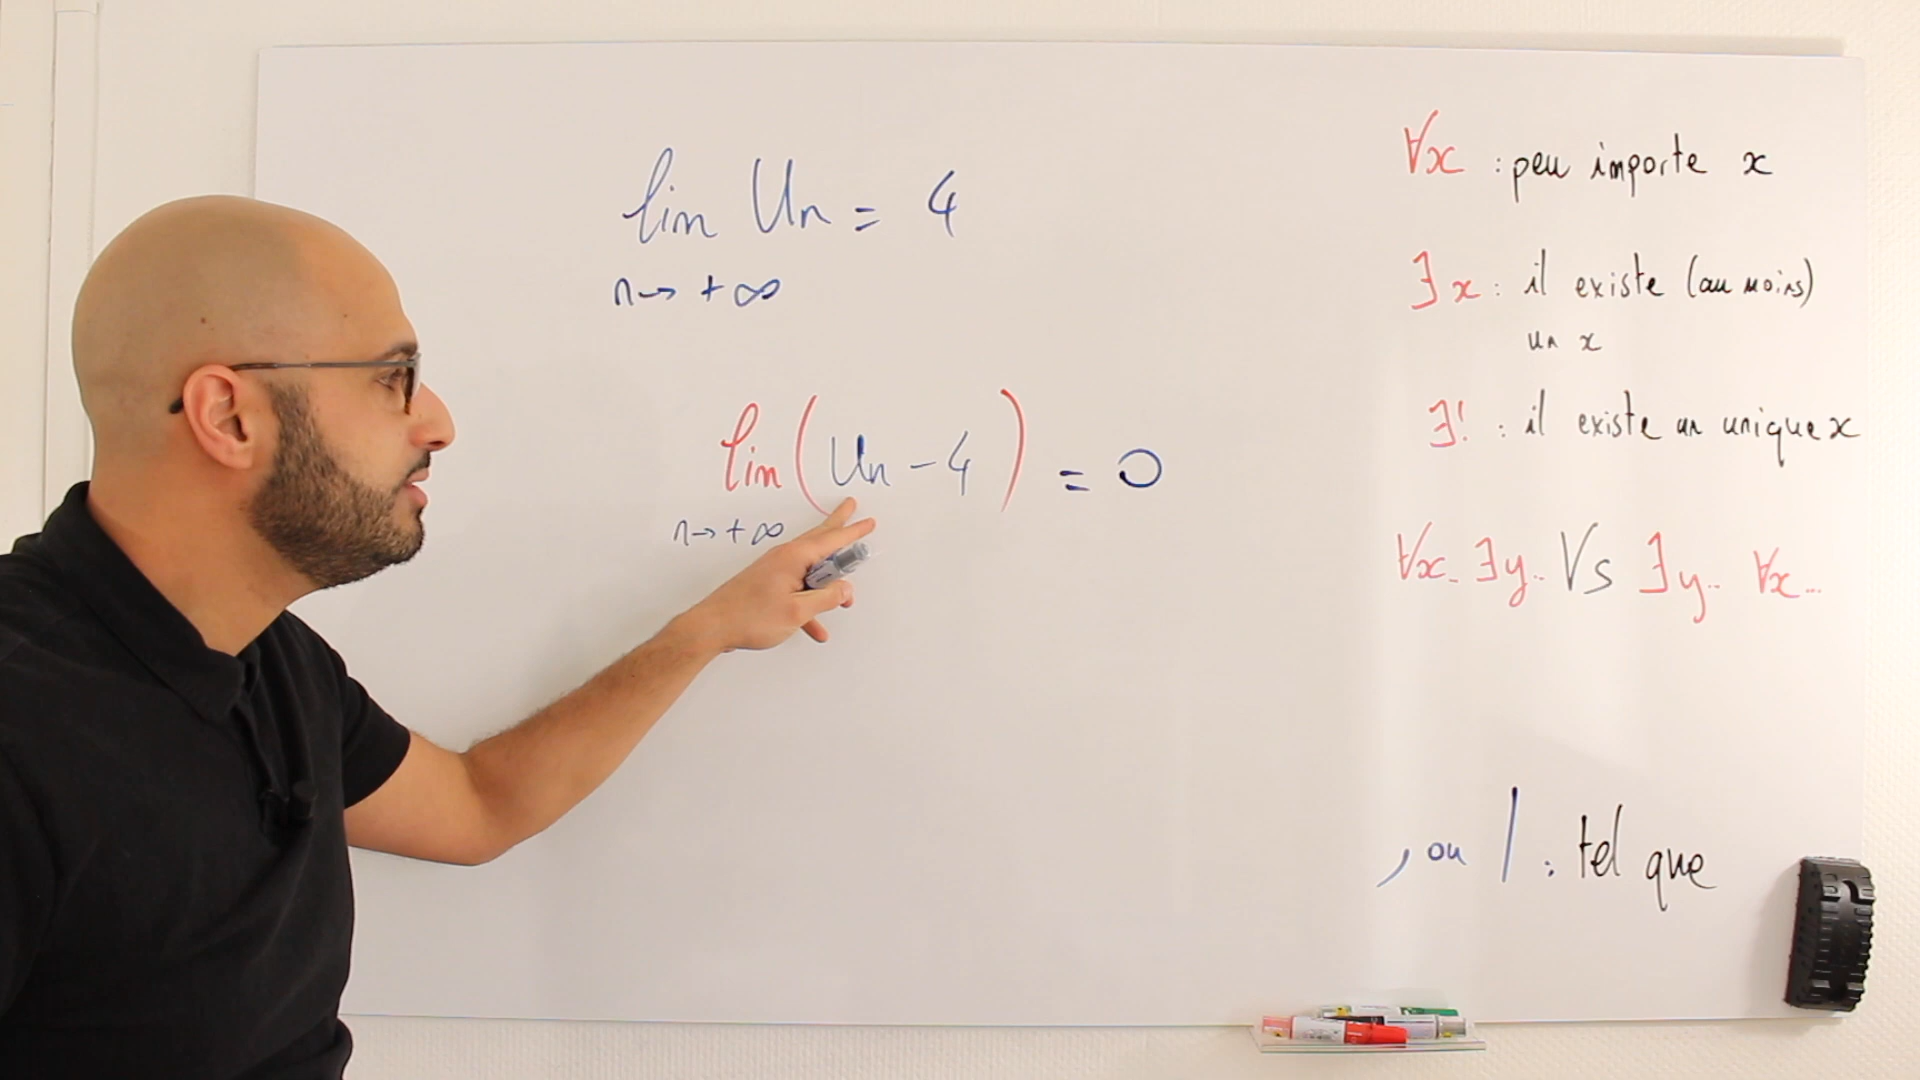 lim Un = 4
n→ +∞
lim (Un - 4) = 0
n→ +∞
∀x : peu importe x
∃x : il existe (au moins)
un x
∃! : il existe un unique x
∀x.. ∃y.. Vs ∃y.. ∀x...
, ou / : tel que